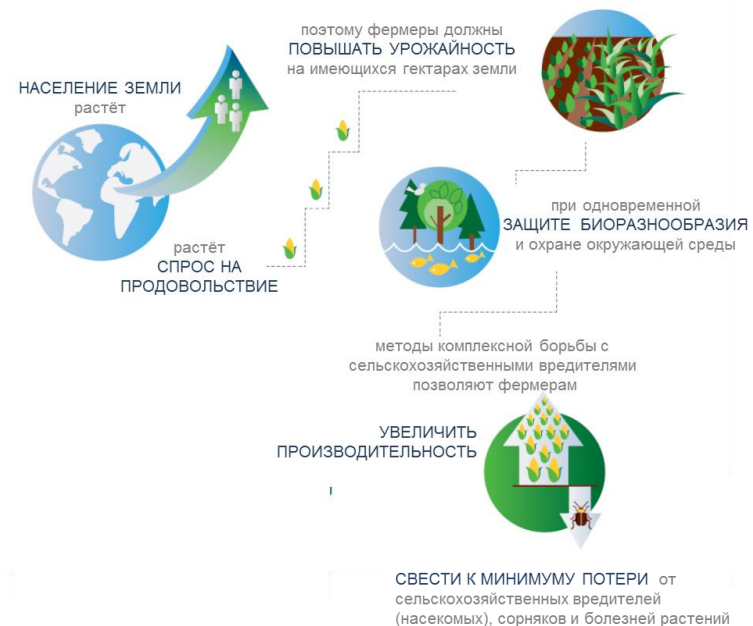 НАСЕЛЕНИЕ ЗЕМЛИ
растёт
растёт
СПРОС НА
ПРОДОВОЛЬСТВИЕ
поэтому фермеры должны
ПОВЫШАТЬ УРОЖАЙНОСТЬ
на имеющихся гектарах земли
при одновременной
ЗАЩИТЕ БИОРАЗНООБРАЗИЯ
и охране окружающей среды
методы комплексной борьбы с
сельскохозяйственными вредителями
позволяют фермерам
УВЕЛИЧИТЬ
ПРОИЗВОДИТЕЛЬНОСТЬ
СВЕСТИ К МИНИМУМУ ПОТЕРИ от
сельскохозяйственных вредителей
(насекомых), сорняков и болезней растений